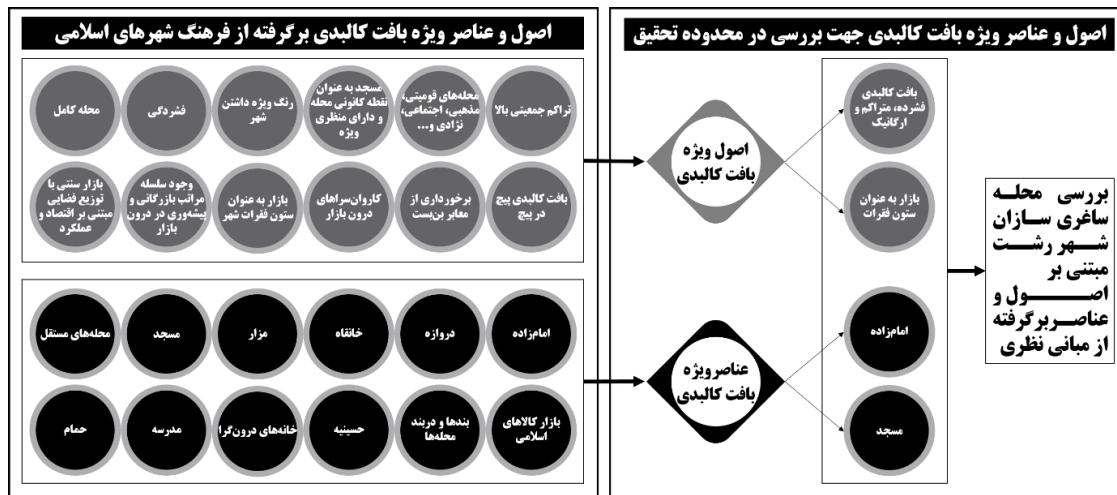 اصول و عناصر ویژه بافت کالبدی برگرفته از فرهنگ شهرهای اسلامی
تراکم جمعیتی بالا
محله‌های قومیتی،
مذهبی، اجتماعی،
نژادی و...
مسجد به عنوان
نقطه کانونی محله
و دارای منظری
ویژه
رنگ ویژه داشتن
شهر
فشردگی
محله کامل
بافت کالبدی پیچ
در پیچ
برخورداری از
معابر بن‌بست
کاروان‌سراهای
درون بازار
بازار به عنوان
ستون فقرات شهر
وجود سلسله
مراتب بازرگانی و
پیشه‌وری در درون
بازار
بازار سنتی با
توزیع فضایی
مبتنی بر اقتصاد و
عملکرد
امام‌زاده
دروازه
خانقاه
مزار
مسجد
محله‌های مستقل
بازار کالاهای
اسلامی
بندها و دربند
محله‌ها
حسینیه
خانه‌های درون‌گرا
مدرسه
حمام
اصول و عناصر ویژه بافت کالبدی جهت بررسی در محدوده تحقیق
اصول ویژه
بافت کالبدی
بافت کالبدی
فشرده، متراکم و
ارگانیک
بازار به عنوان
ستون فقرات
عناصرویژه
بافت کالبدی
امام‌زاده
مسجد
بررسی محله
ساغری سازان
شهر رشت
مبتنی بر
اصول و
عناصربرگرفته
از مبانی نظری